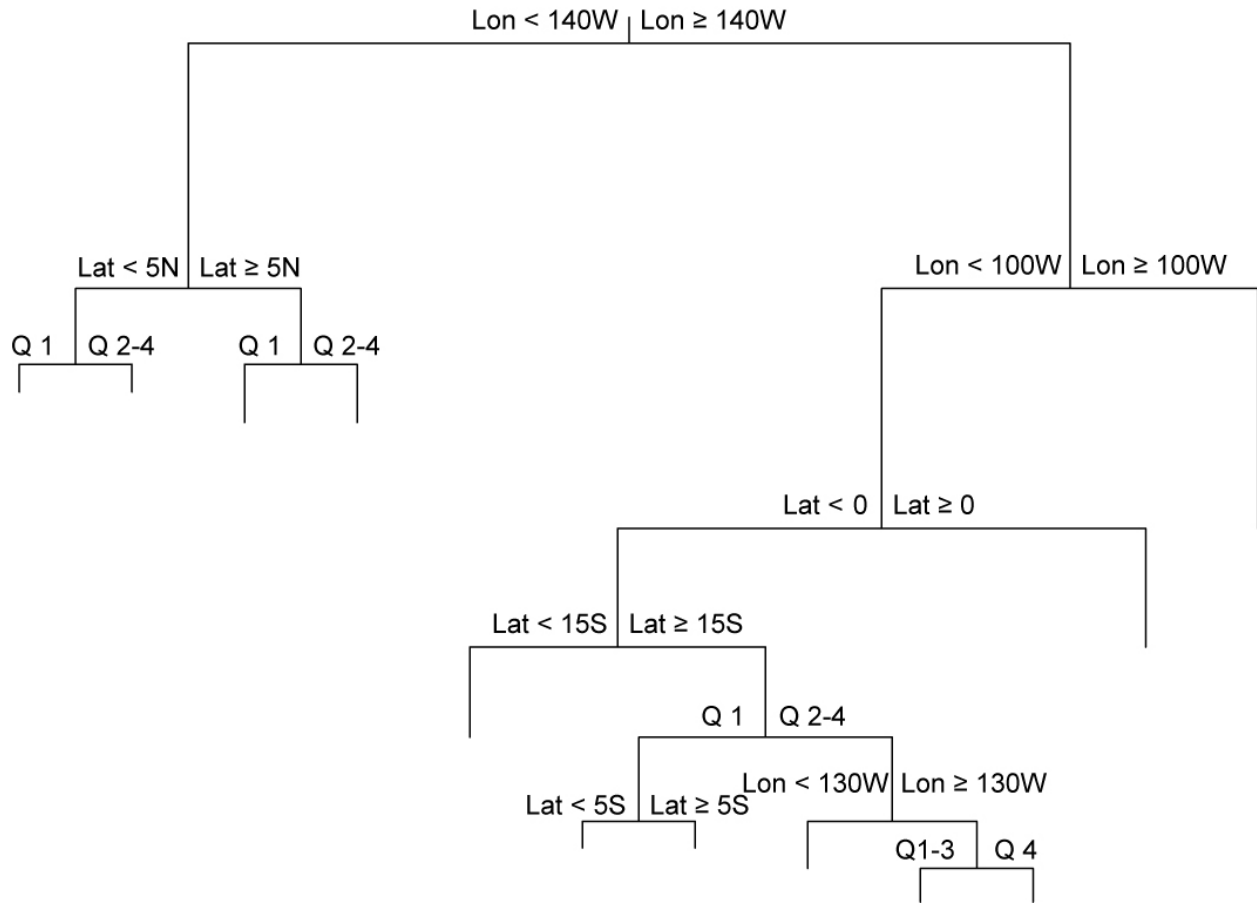 Lon < 140W Lon ≥ 140W
Lat < 5N Lat ≥ 5N Lon < 100W Lon ≥ 100W
Q 1 Q 2-4 Q 1 Q 2-4
Lat < 0 Lat ≥ 0
Lat < 15S Lat ≥ 15S
Q 1 Q 2-4
Lon < 130W Lon ≥ 130W
Lat < 5S Lat ≥ 5S
Q1-3 Q 4